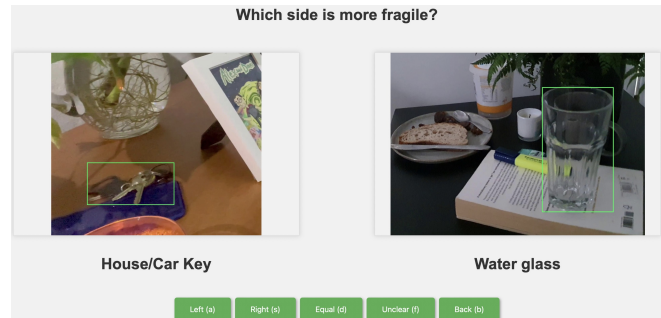 Which side is more fragile?
House/Car Key
Water glass
Left (a)
Right (s)
Equal (d)
Unclear (f)
Back (b)